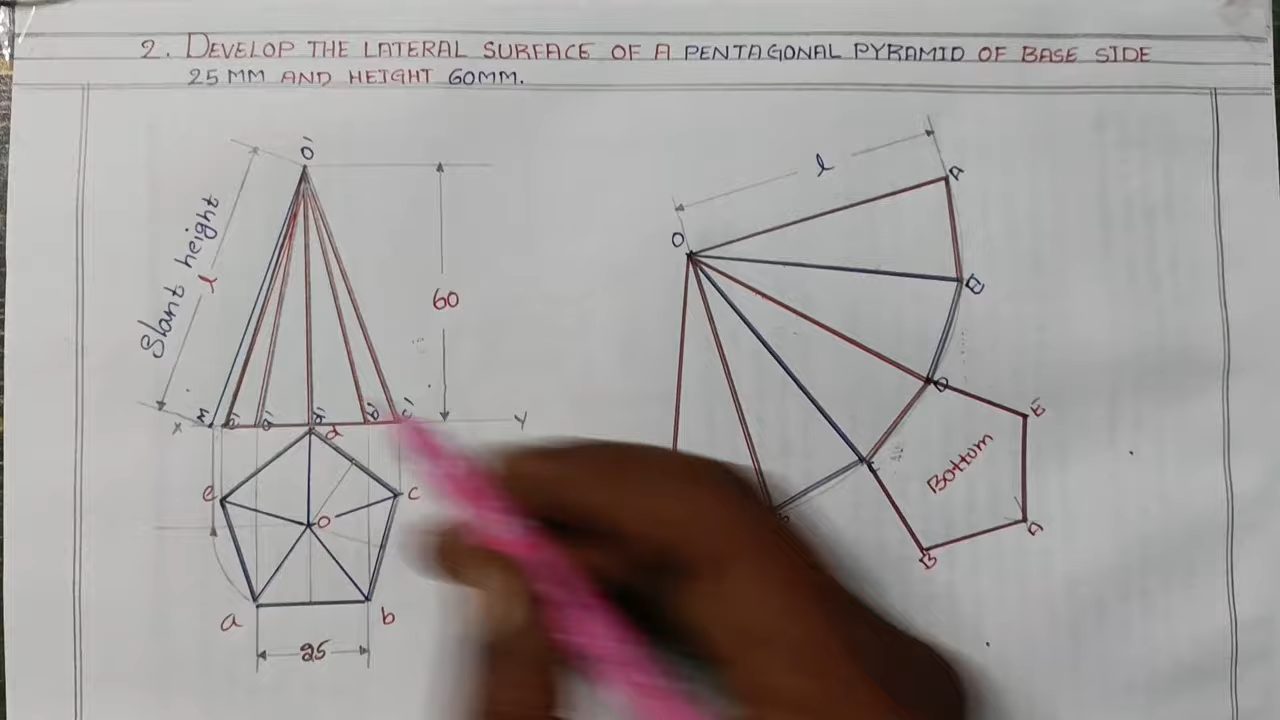 2. DEVELOP THE LATERAL SURFACE OF A PENTAGONAL PYRAMID OF BASE SIDE
25 MM AND HEIGHT 60MM.
O'
Slant height
l
60
x M e' a' d' b' c' y
d
e
c
o
a
b
25
l
O
A
B
D
E
Bottom
A
B